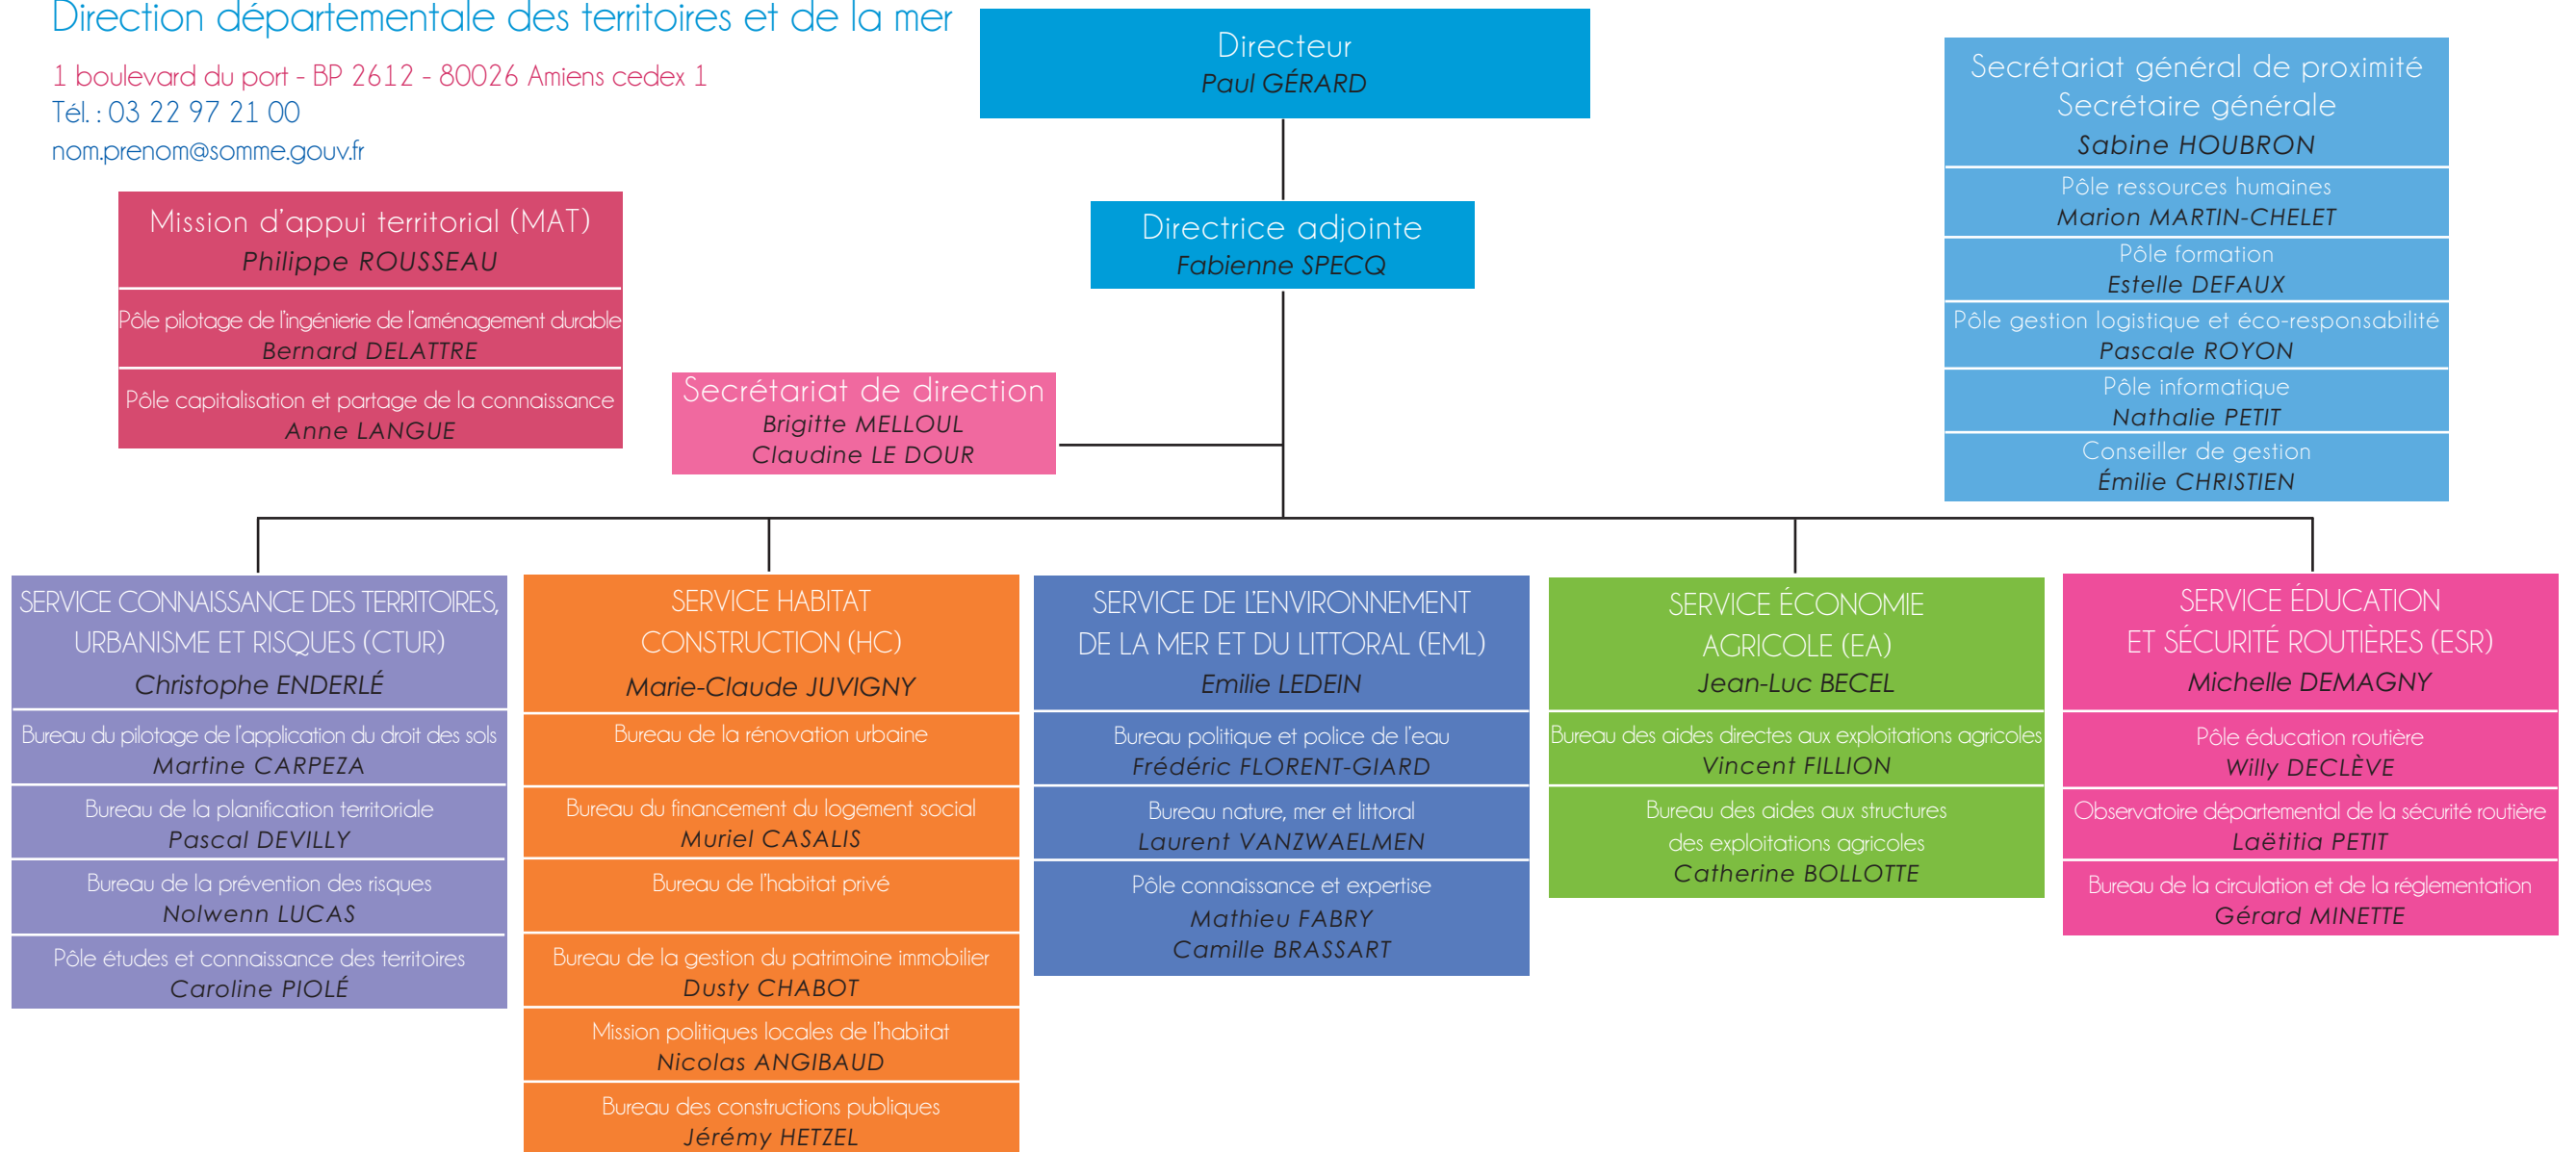 Direction départementale des territoires et de la mer
1 boulevard du port - BP 2612 - 80026 Amiens cedex 1
Tél. : 03 22 97 21 00
nom.prenom@somme.gouv.fr
Directeur
Paul GÉRARD
Directrice adjointe
Fabienne SPECQ
Secrétariat général de proximité
Secrétaire générale
Sabine HOUBRON
Pôle ressources humaines
Marion MARTIN-CHELET
Pôle formation
Estelle DEFAUX
Pôle gestion logistique et éco-responsabilité
Pascale ROYON
Pôle informatique
Nathalie PETIT
Conseiller de gestion
Émilie CHRISTIEN
Mission d'appui territorial (MAT)
Philippe ROUSSEAU
Pôle pilotage de l'ingénierie de l'aménagement durable
Bernard DELATTRE
Pôle capitalisation et partage de la connaissance
Anne LANGUE
Secrétariat de direction
Brigitte MELLOUL
Claudine LE DOUR
SERVICE CONNAISSANCE DES TERRITOIRES,
URBANISME ET RISQUES (CTUR)
Christophe ENDERLÉ
Bureau du pilotage de l'application du droit des sols
Martine CARPEZA
Bureau de la planification territoriale
Pascal DEVILLY
Bureau de la prévention des risques
Nolwenn LUCAS
Pôle études et connaissance des territoires
Caroline PIOLÉ
SERVICE HABITAT
CONSTRUCTION (HC)
Marie-Claude JUVIGNY
Bureau de la rénovation urbaine
Bureau du financement du logement social
Muriel CASALIS
Bureau de l'habitat privé
Bureau de la gestion du patrimoine immobilier
Dusty CHABOT
Mission politiques locales de l'habitat
Nicolas ANGIBAUD
Bureau des constructions publiques
Jérémy HETZEL
SERVICE DE L'ENVIRONNEMENT
DE LA MER ET DU LITTORAL (EML)
Emilie LEDEIN
Bureau politique et police de l'eau
Frédéric FLORENT-GIARD
Bureau nature, mer et littoral
Laurent VANZWAELMEN
Pôle connaissance et expertise
Mathieu FABRY
Camille BRASSART
SERVICE ÉCONOMIE
AGRICOLE (EA)
Jean-Luc BECEL
Bureau des aides directes aux exploitations agricoles
Vincent FILLION
Bureau des aides aux structures
des exploitations agricoles
Catherine BOLLOTTE
SERVICE ÉDUCATION
ET SÉCURITÉ ROUTIÈRES (ESR)
Michelle DEMAGNY
Pôle éducation routière
Willy DECLÈVE
Observatoire départemental de la sécurité routière
Laëtitia PETIT
Bureau de la circulation et de la réglementation
Gérard MINETTE